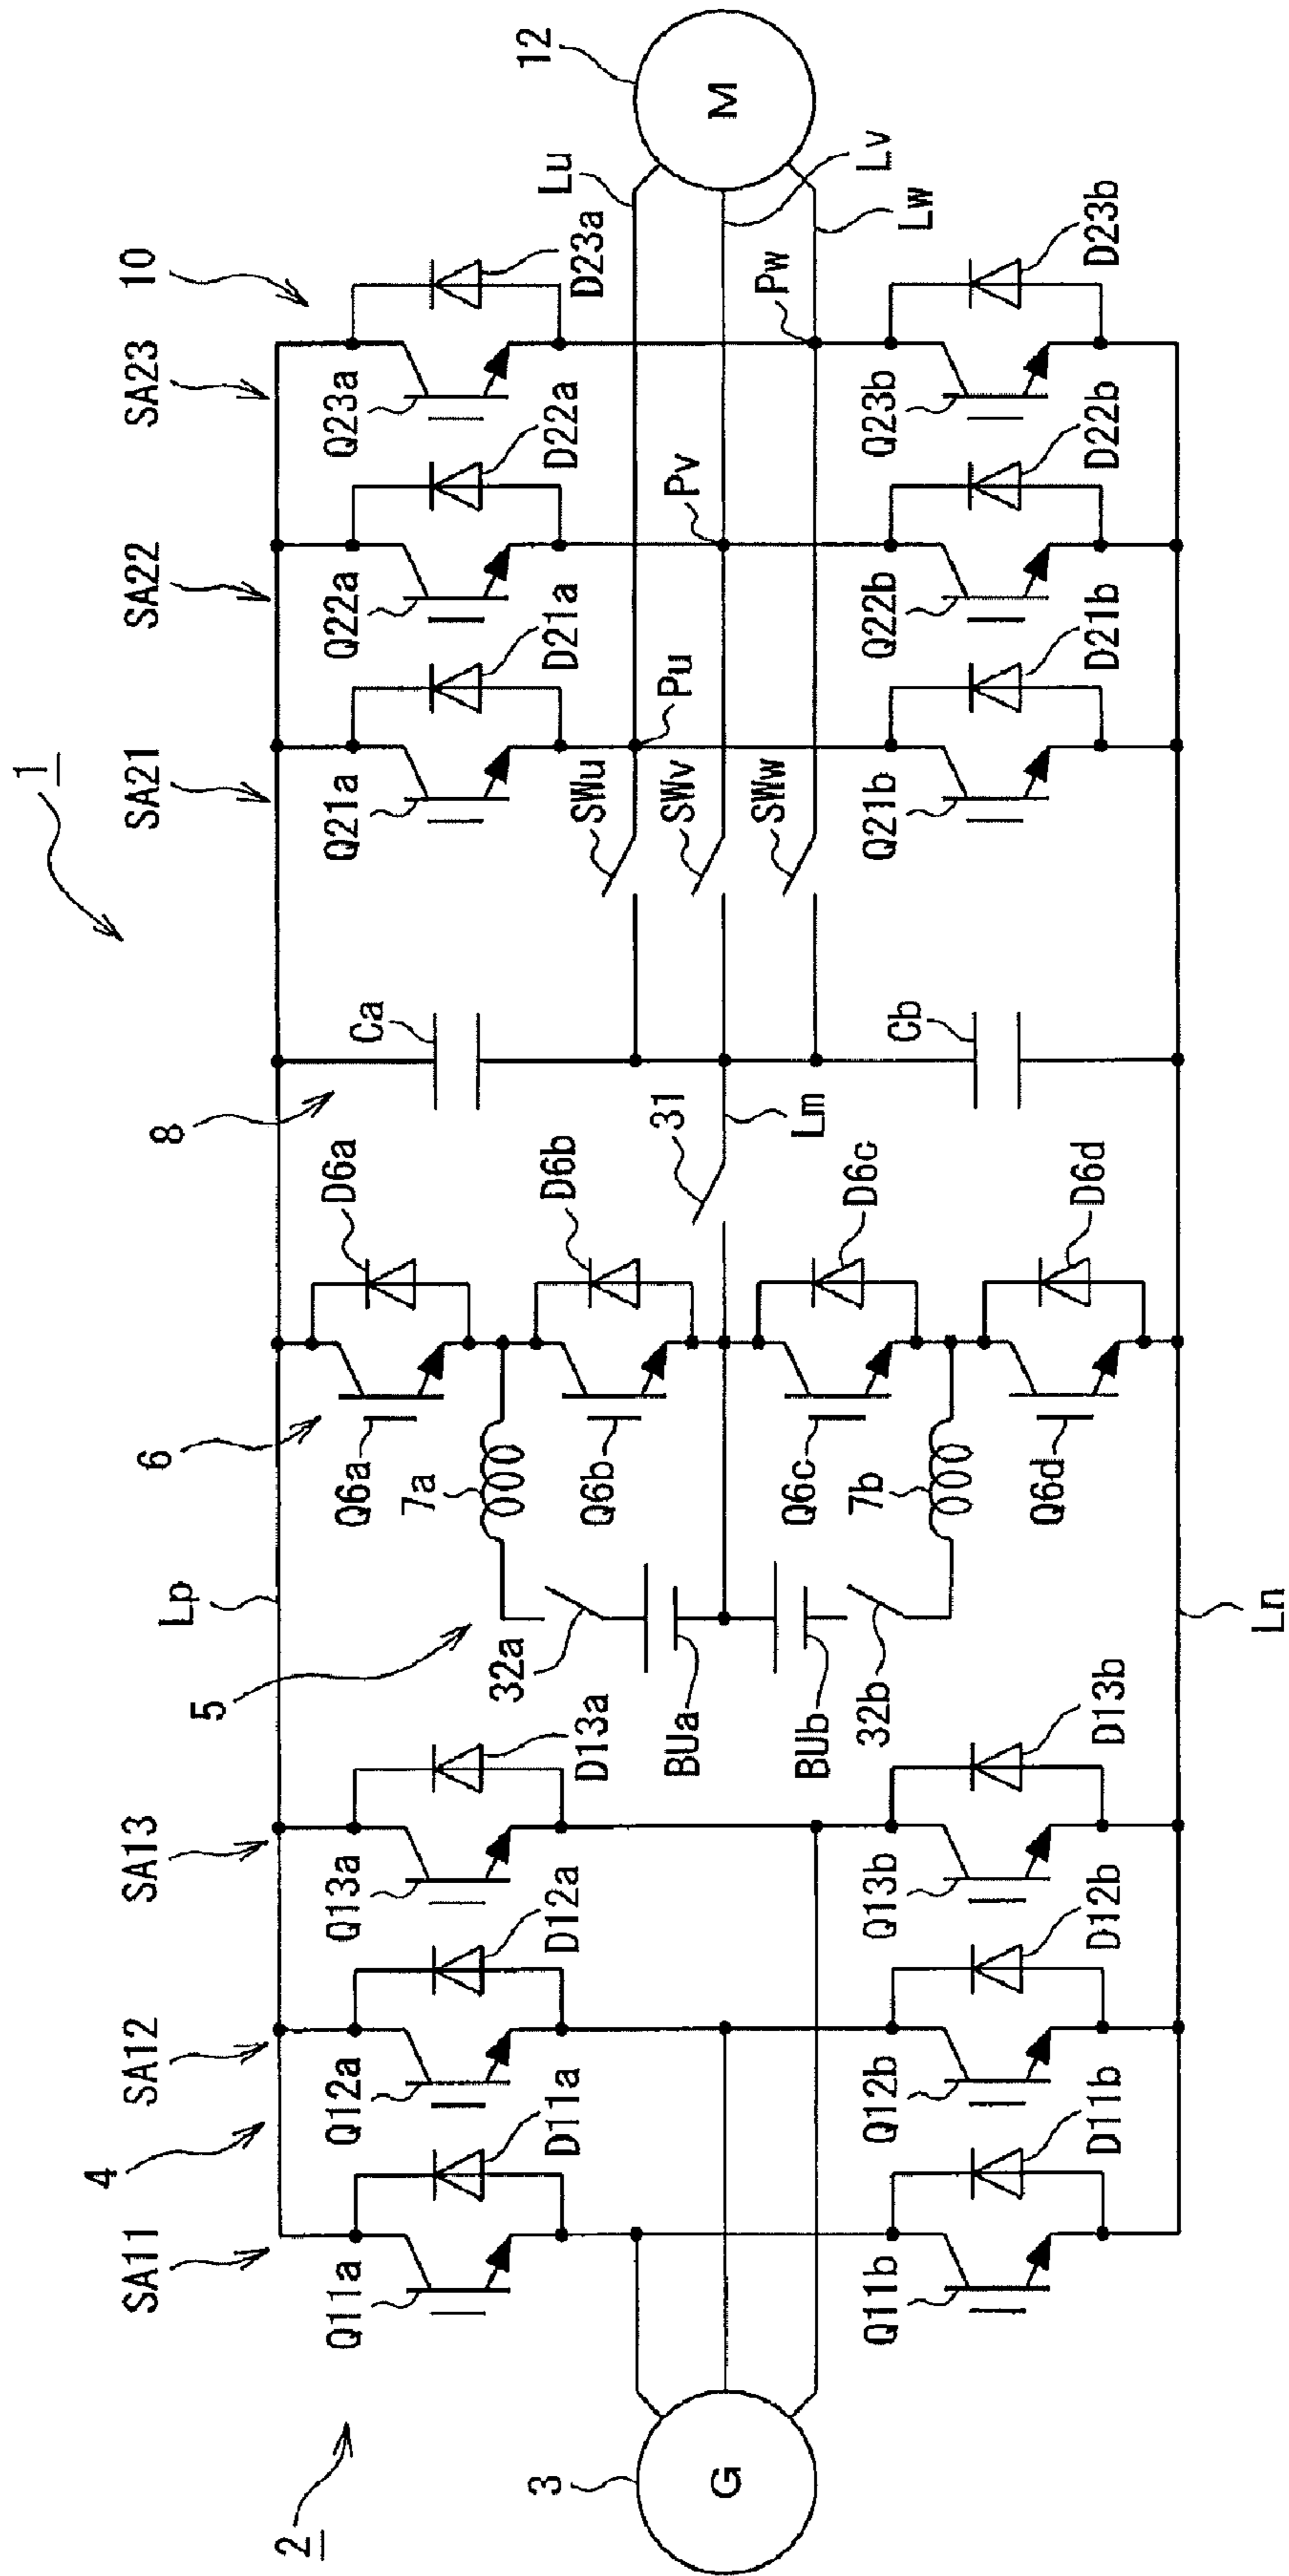 1
2
3
G
4
SA11
SA12
SA13
Q11a
D11a
Q12a
D12a
Q13a
D13a
Q11b
D11b
Q12b
D12b
Q13b
D13b
Lp
Ln
5
32a
BUa
BUb
32b
6
Q6a
D6a
7a
Q6b
D6b
Q6c
D6c
7b
Q6d
D6d
31
Lm
8
Ca
Cb
SWu
SWv
SWw
SA21
SA22
SA23
10
Q21a
D21a
Q22a
D22a
Q23a
D23a
Pu
Pv
Pw
Q21b
D21b
Q22b
D22b
Q23b
D23b
Lu
Lv
Lw
12
M